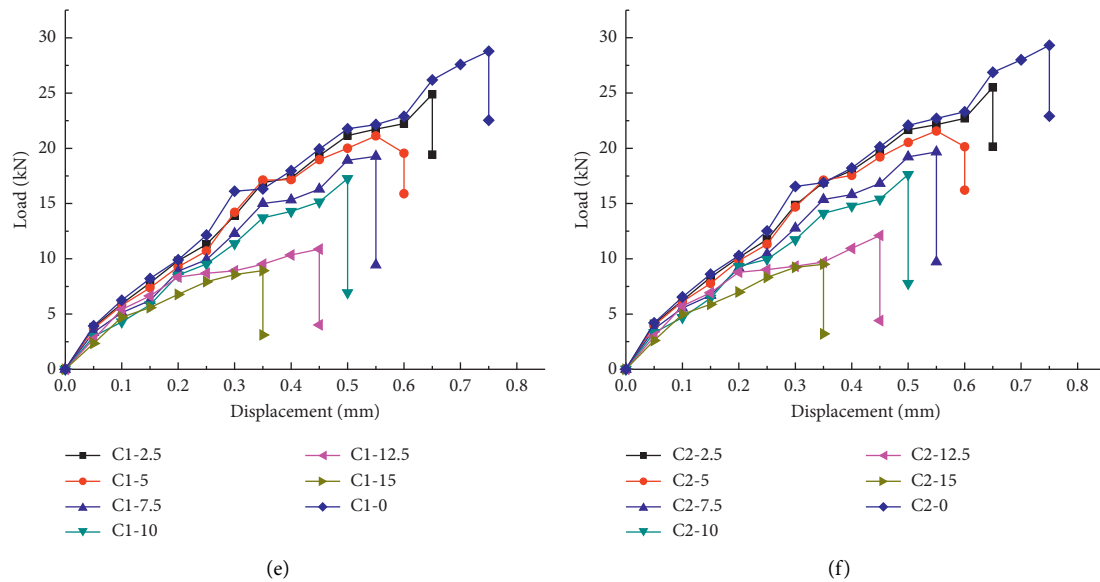 30
25
20
15
10
5
0
Load (kN)
0.0 0.1 0.2 0.3 0.4 0.5 0.6 0.7 0.8
Displacement (mm)
C1-2.5
C1-5
C1-7.5
C1-10
C1-12.5
C1-15
C1-0
(e)
30
25
20
15
10
5
0
Load (kN)
0.0 0.1 0.2 0.3 0.4 0.5 0.6 0.7 0.8
Displacement (mm)
C2-2.5
C2-5
C2-7.5
C2-10
C2-12.5
C2-15
C2-0
(f)